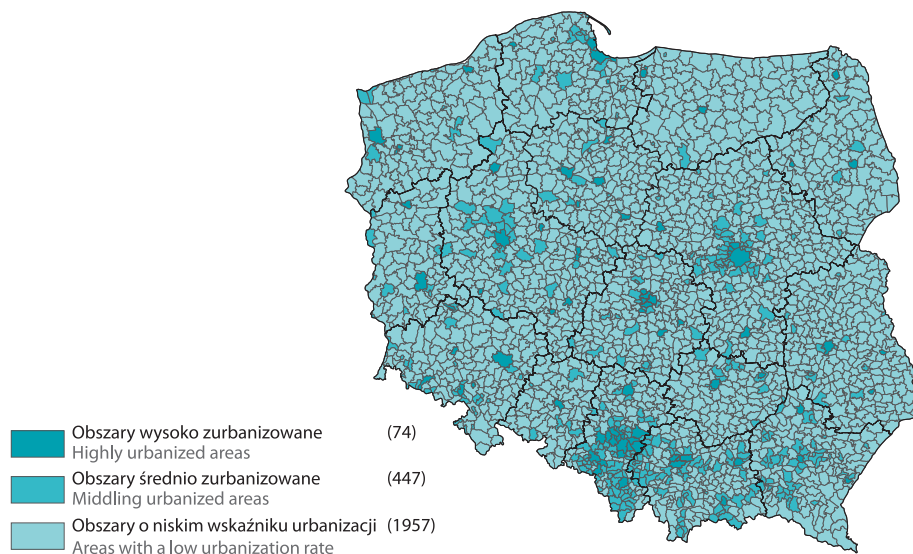 Obszary wysoko zurbanizowane (74)
Highly urbanized areas
Obszary średnio zurbanizowane (447)
Middling urbanized areas
Obszary o niskim wskaźniku urbanizacji (1957)
Areas with a low urbanization rate